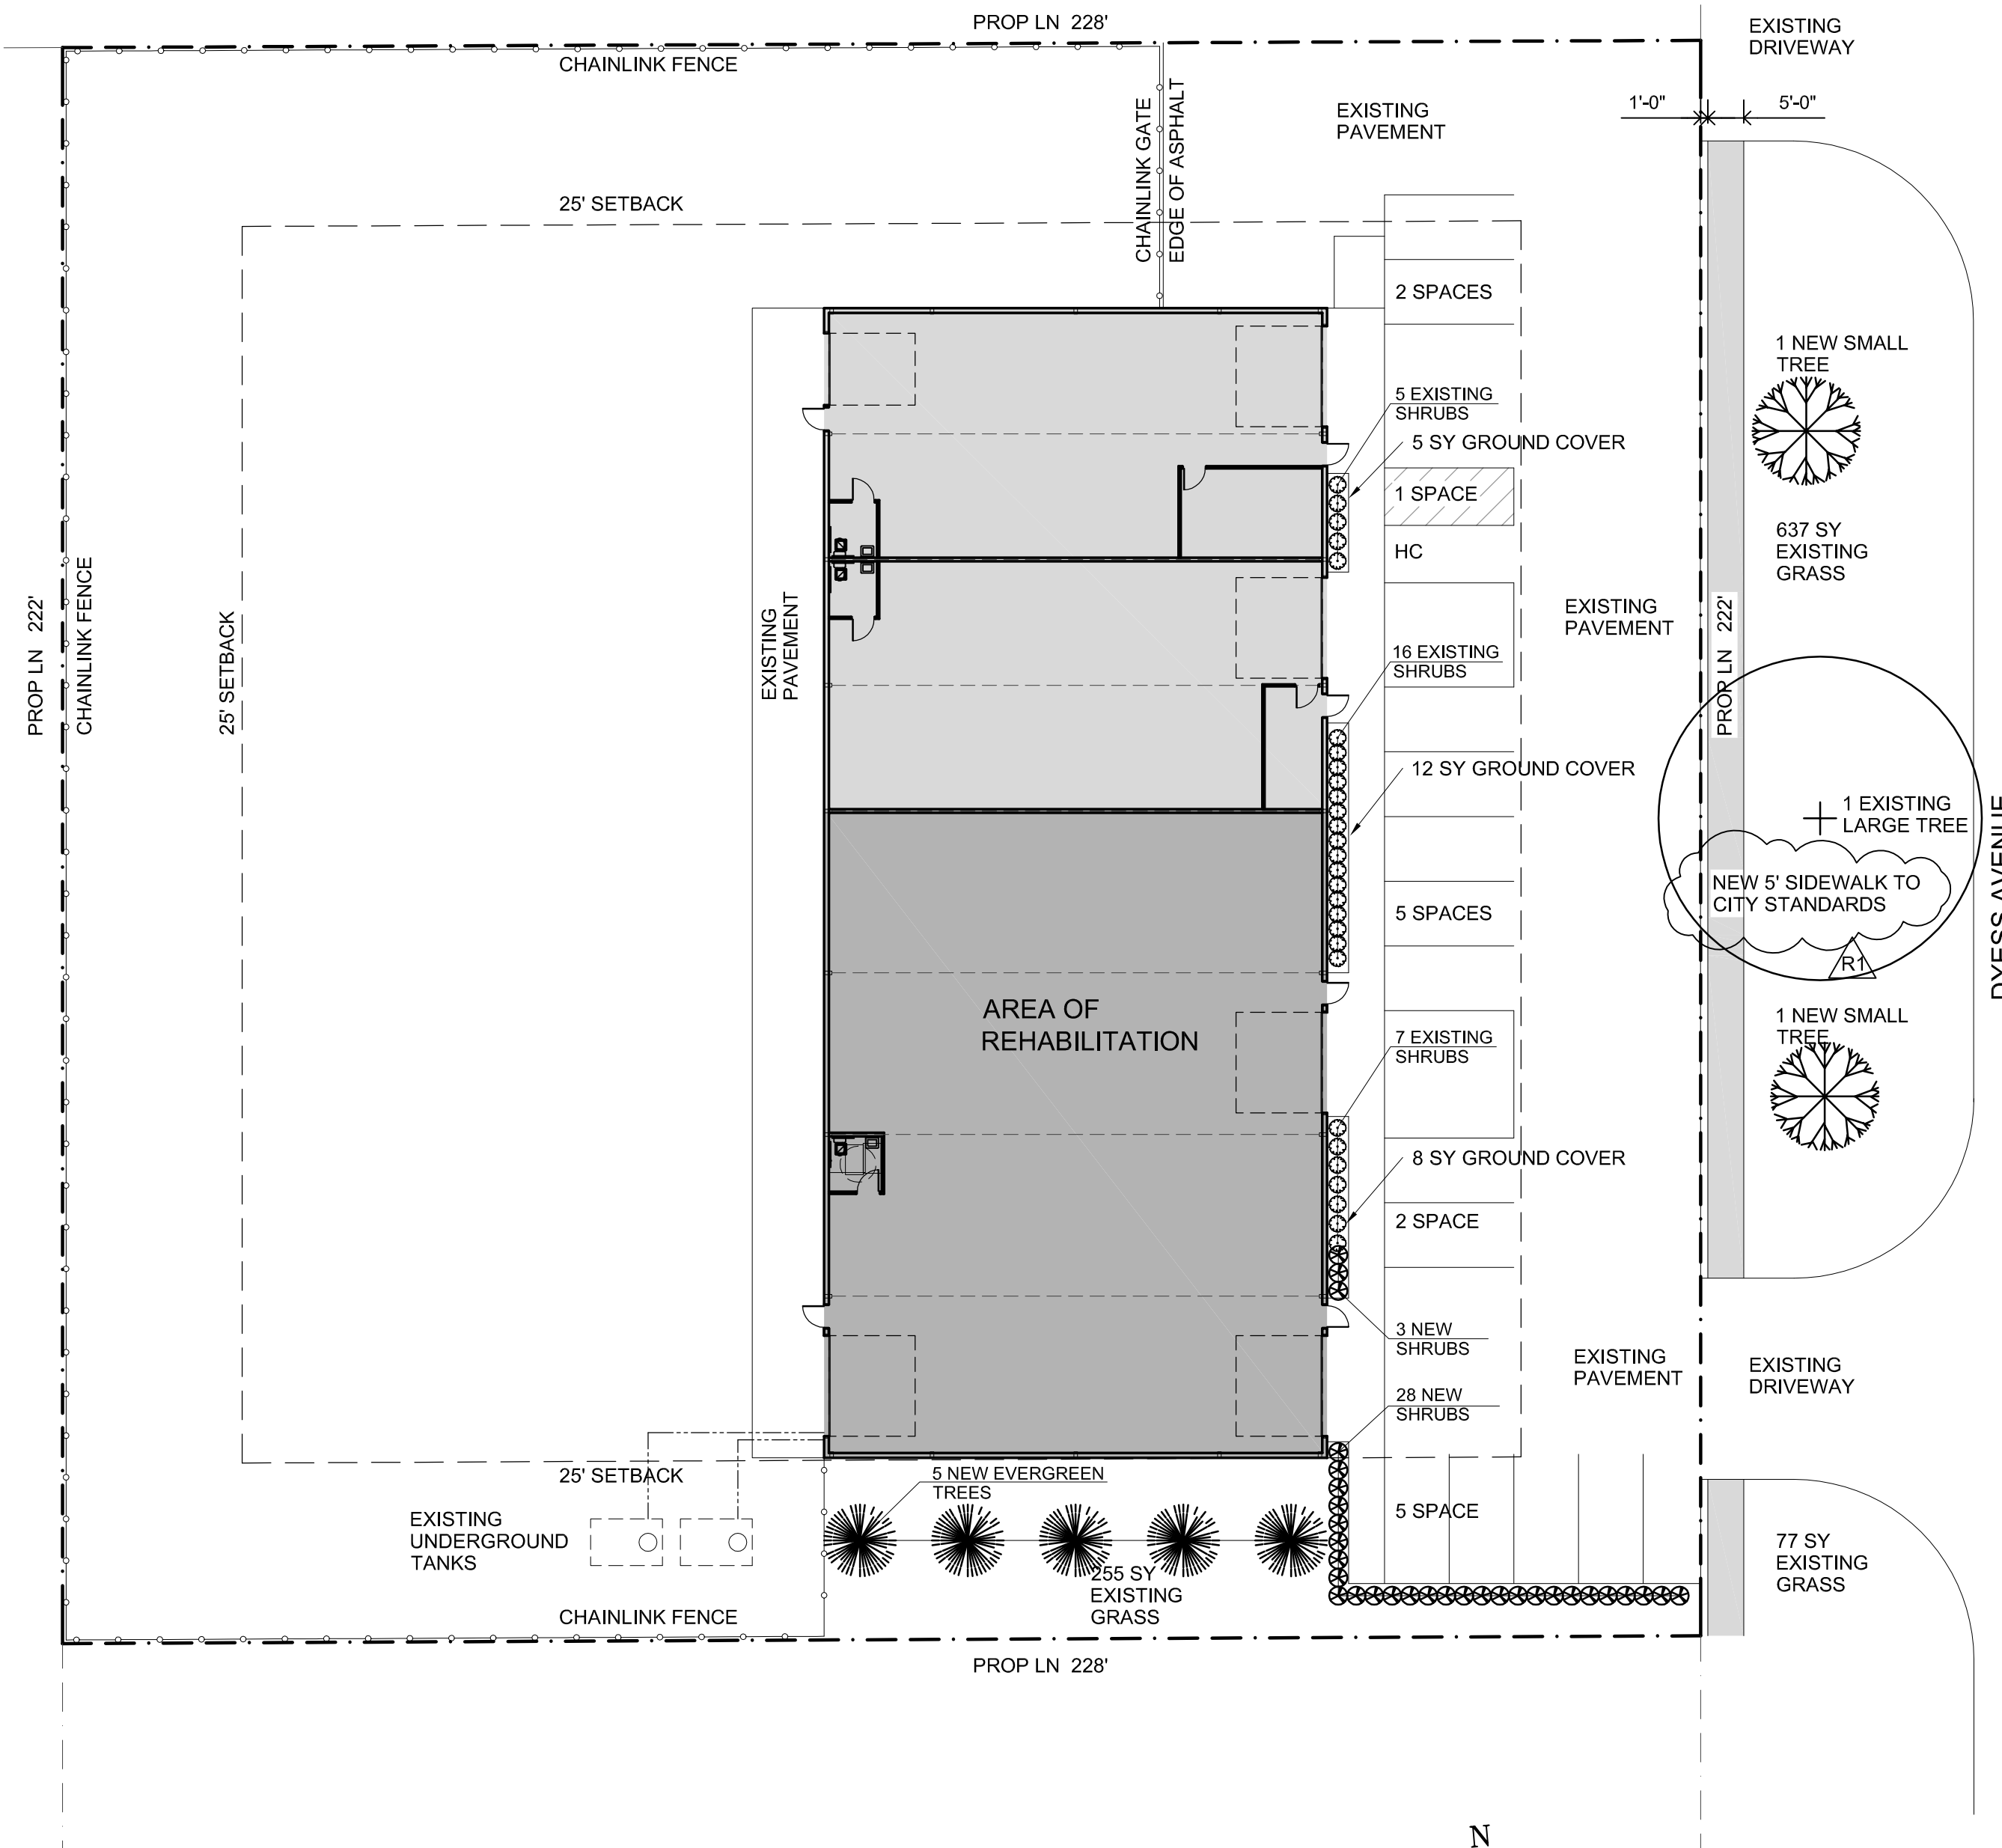 PROP LN 228'
EXISTING
DRIVEWAY
CHAINLINK FENCE
CHAINLINK GATE
EDGE OF ASPHALT
EXISTING
PAVEMENT
1'-0"
5'-0"
25' SETBACK
2 SPACES
1 NEW SMALL
TREE
5 EXISTING
SHRUBS
5 SY GROUND COVER
1 SPACE
HC
637 SY
EXISTING
GRASS
PROP LN 222'
CHAINLINK FENCE
25' SETBACK
EXISTING
PAVEMENT
EXISTING
PAVEMENT
PROP LN 222'
16 EXISTING
SHRUBS
12 SY GROUND COVER
1 EXISTING
LARGE TREE
NEW 5' SIDEWALK TO
CITY STANDARDS
R1
DYESS AVENUE
5 SPACES
AREA OF
REHABILITATION
7 EXISTING
SHRUBS
1 NEW SMALL
TREE
8 SY GROUND COVER
2 SPACE
3 NEW
SHRUBS
EXISTING
PAVEMENT
EXISTING
DRIVEWAY
28 NEW
SHRUBS
25' SETBACK
5 NEW EVERGREEN
TREES
EXISTING
UNDERGROUND
TANKS
5 SPACE
255 SY
EXISTING
GRASS
77 SY
EXISTING
GRASS
CHAINLINK FENCE
PROP LN 228'
N